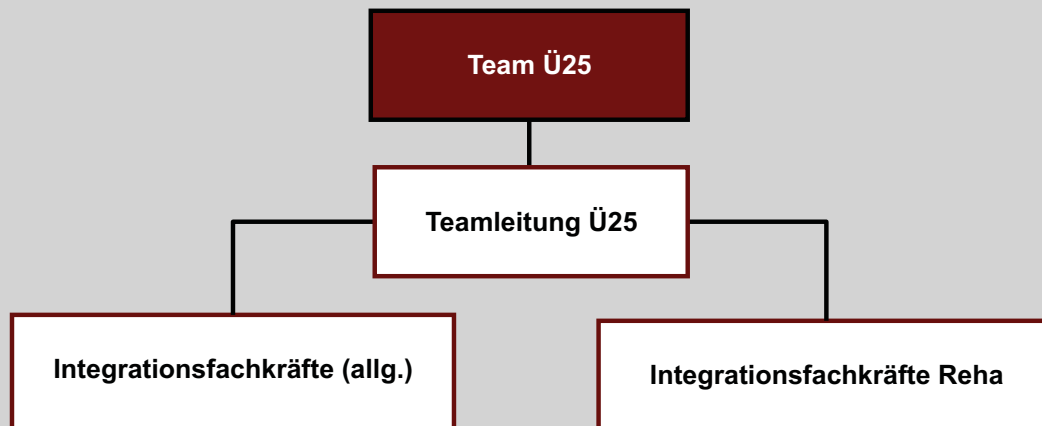 Team Ü25
Teamleitung Ü25
Integrationsfachkräfte (allg.)
Integrationsfachkräfte Reha